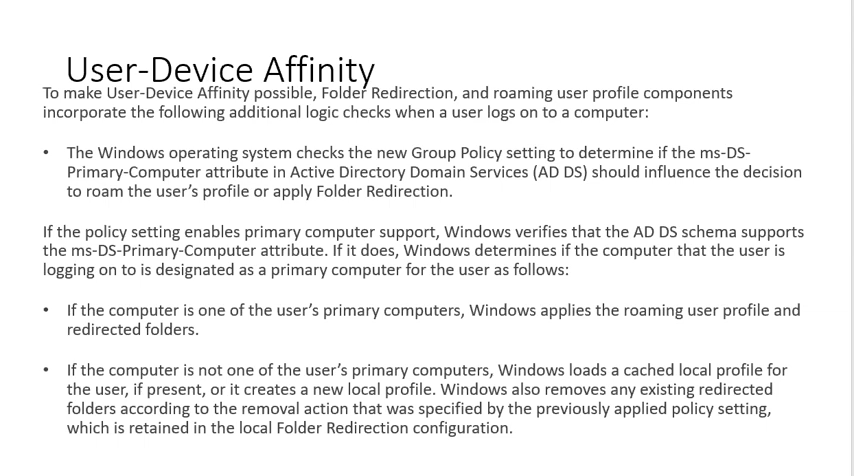 User-Device Affinity
To make User-Device Affinity possible, Folder Redirection, and roaming user profile components
incorporate the following additional logic checks when a user logs on to a computer:
• The Windows operating system checks the new Group Policy setting to determine if the ms-DS-
Primary-Computer attribute in Active Directory Domain Services (AD DS) should influence the decision
to roam the user's profile or apply Folder Redirection.
If the policy setting enables primary computer support, Windows verifies that the AD DS schema supports
the ms-DS-Primary-Computer attribute. If it does, Windows determines if the computer that the user is
logging on to is designated as a primary computer for the user as follows:
• If the computer is one of the user's primary computers, Windows applies the roaming user profile and
redirected folders.
• If the computer is not one of the user's primary computers, Windows loads a cached local profile for
the user, if present, or it creates a new local profile. Windows also removes any existing redirected
folders according to the removal action that was specified by the previously applied policy setting,
which is retained in the local Folder Redirection configuration.